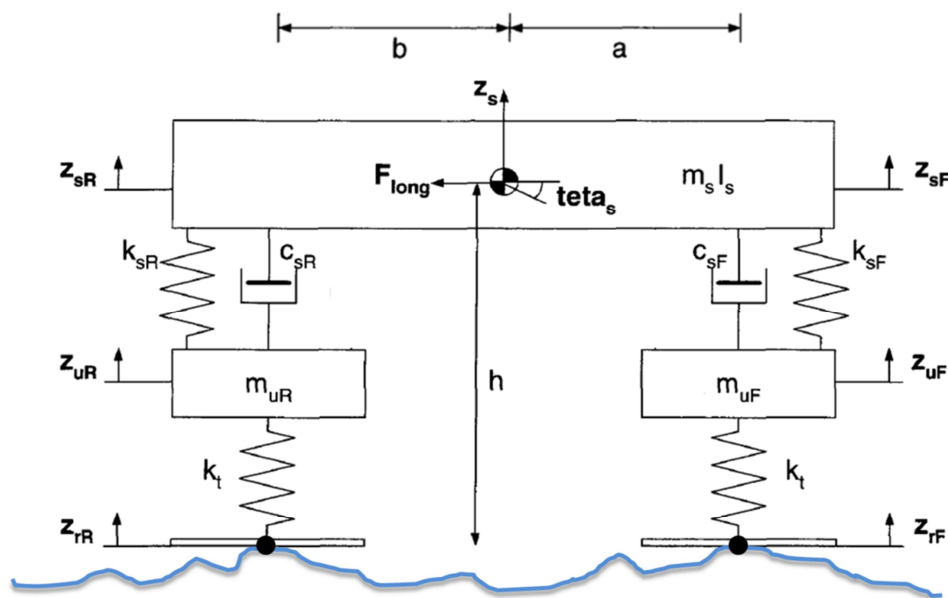 b a
z_s
z_sR F_long m_s I_s z_sF
teta_s
k_sR c_sR c_sF k_sF
z_uR m_uR h m_uF z_uF
k_t k_t
z_rR z_rF